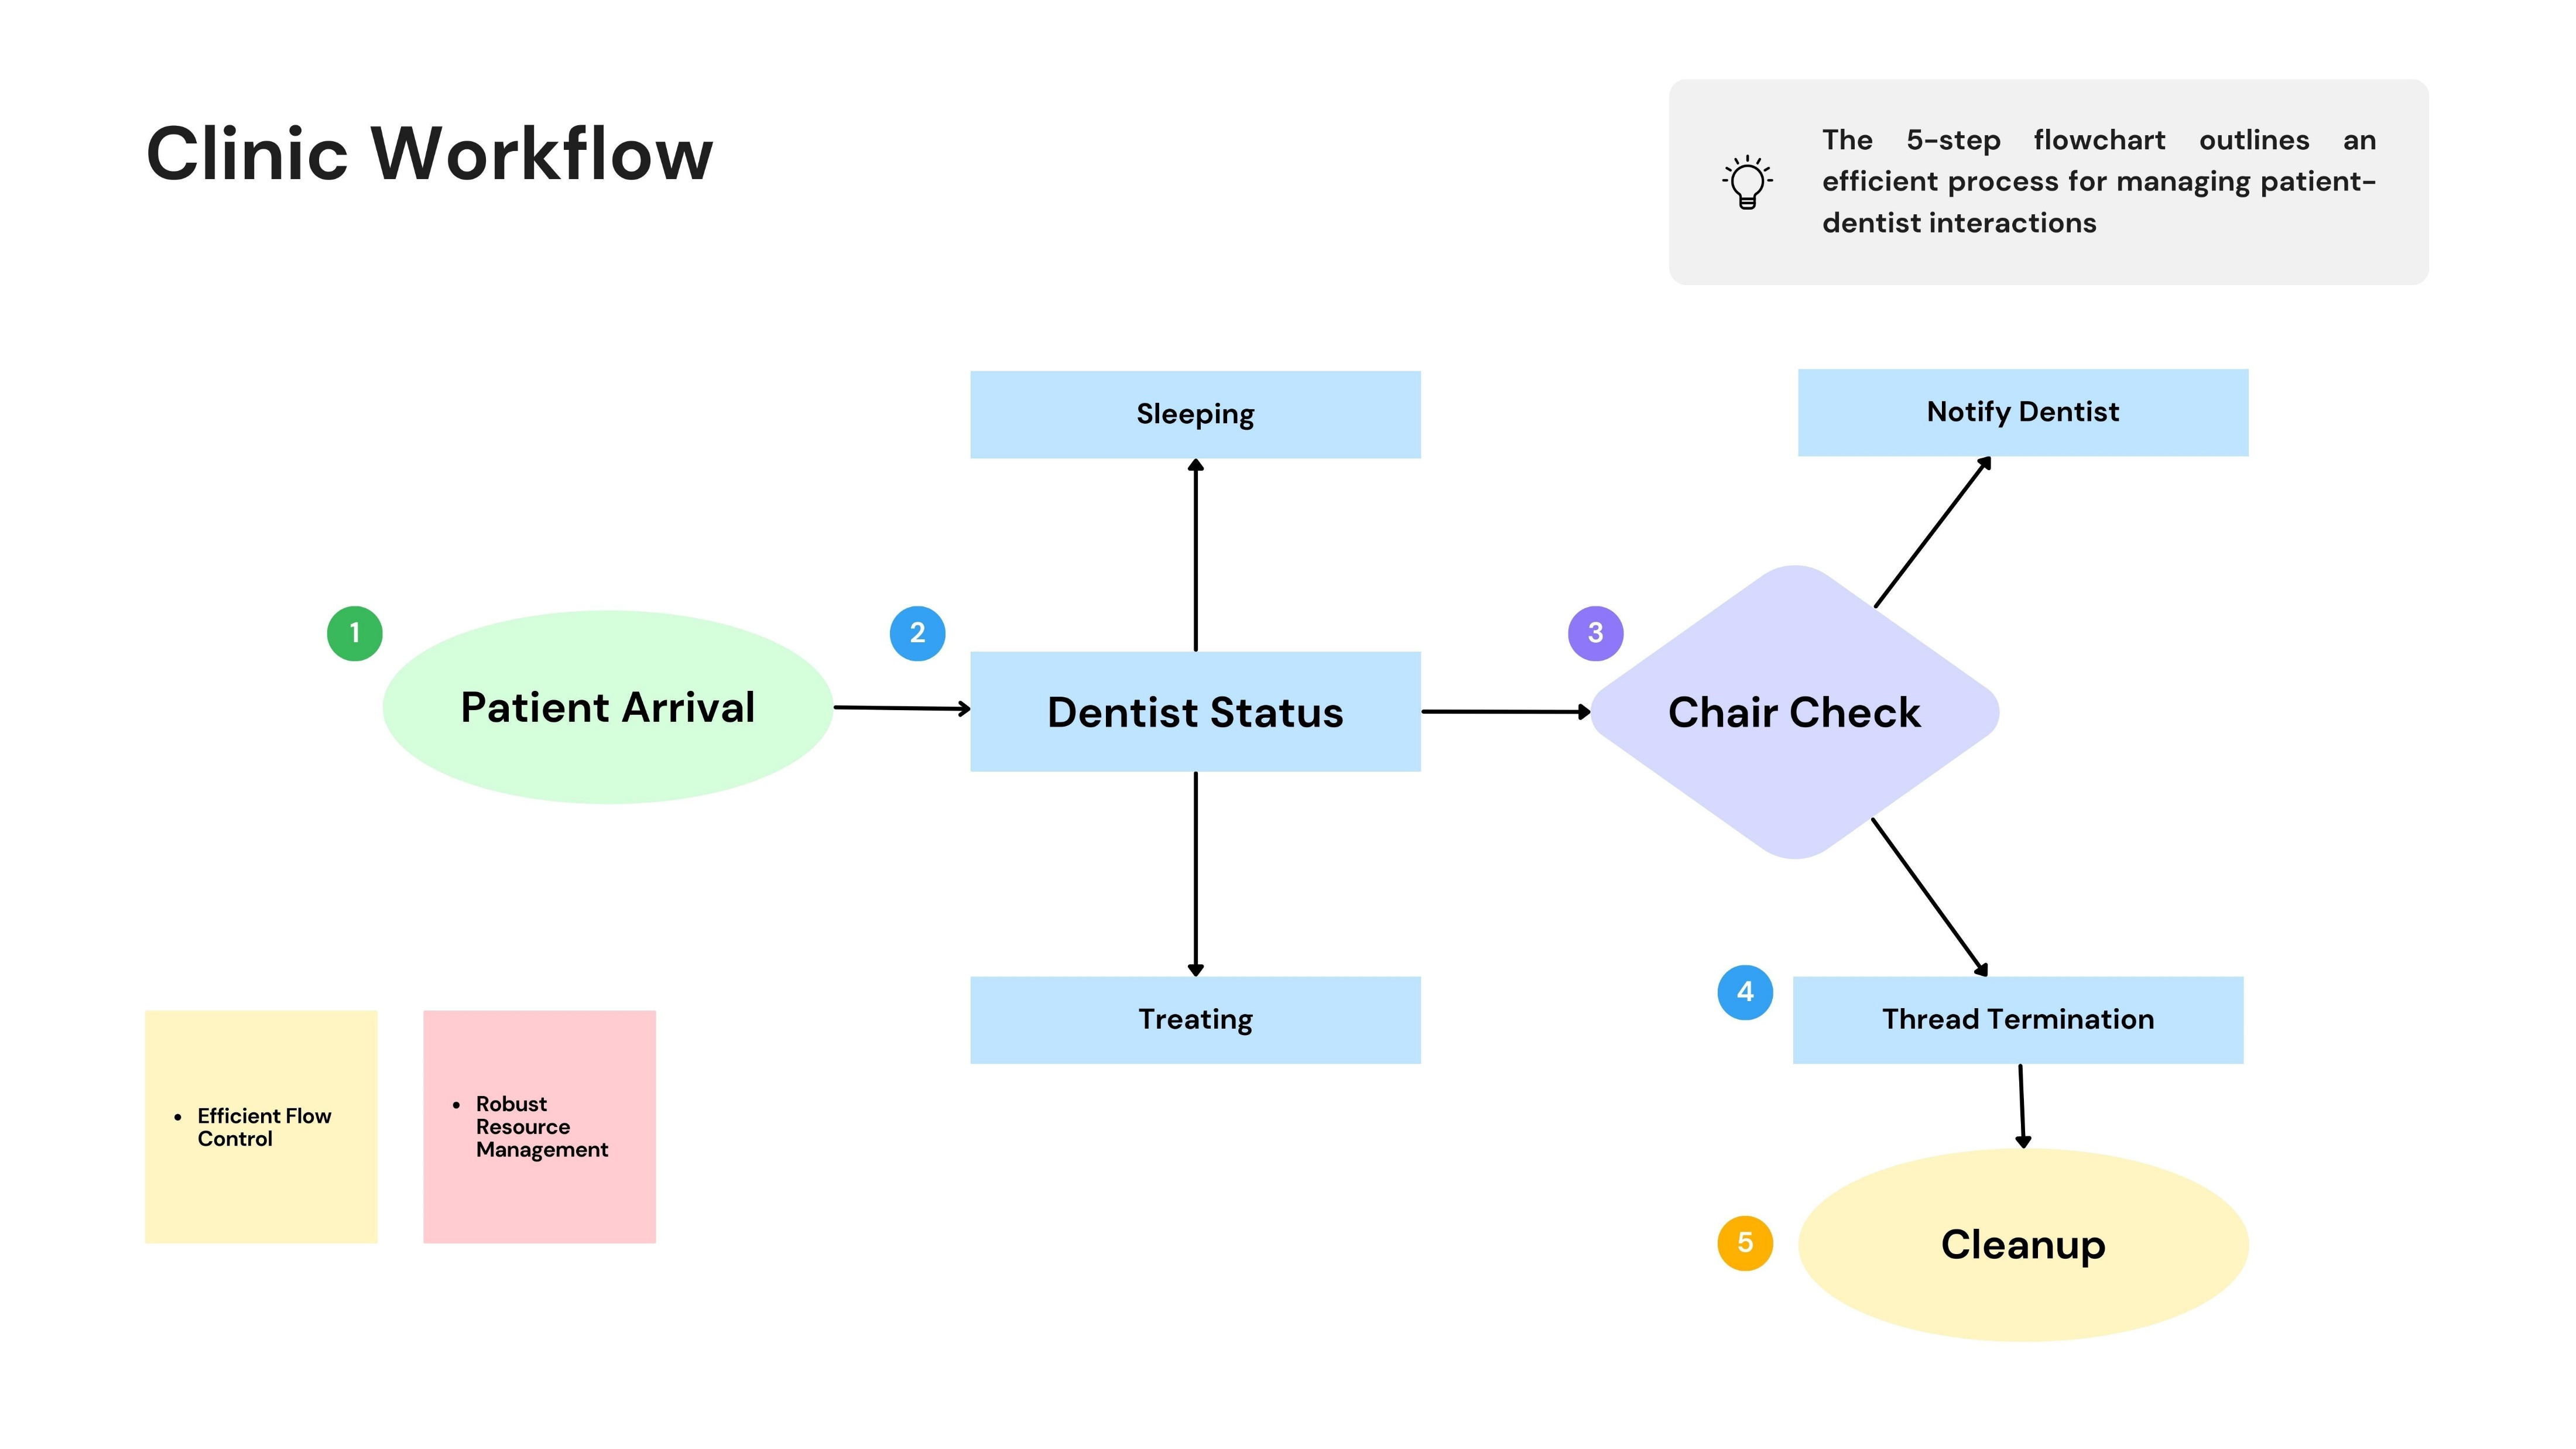 Clinic Workflow
The 5-step flowchart outlines an
efficient process for managing patient-
dentist interactions
Sleeping
Notify Dentist
1
Patient Arrival
2
Dentist Status
3
Chair Check
Treating
4
Thread Termination
• Efficient Flow
Control
• Robust
Resource
Management
5
Cleanup